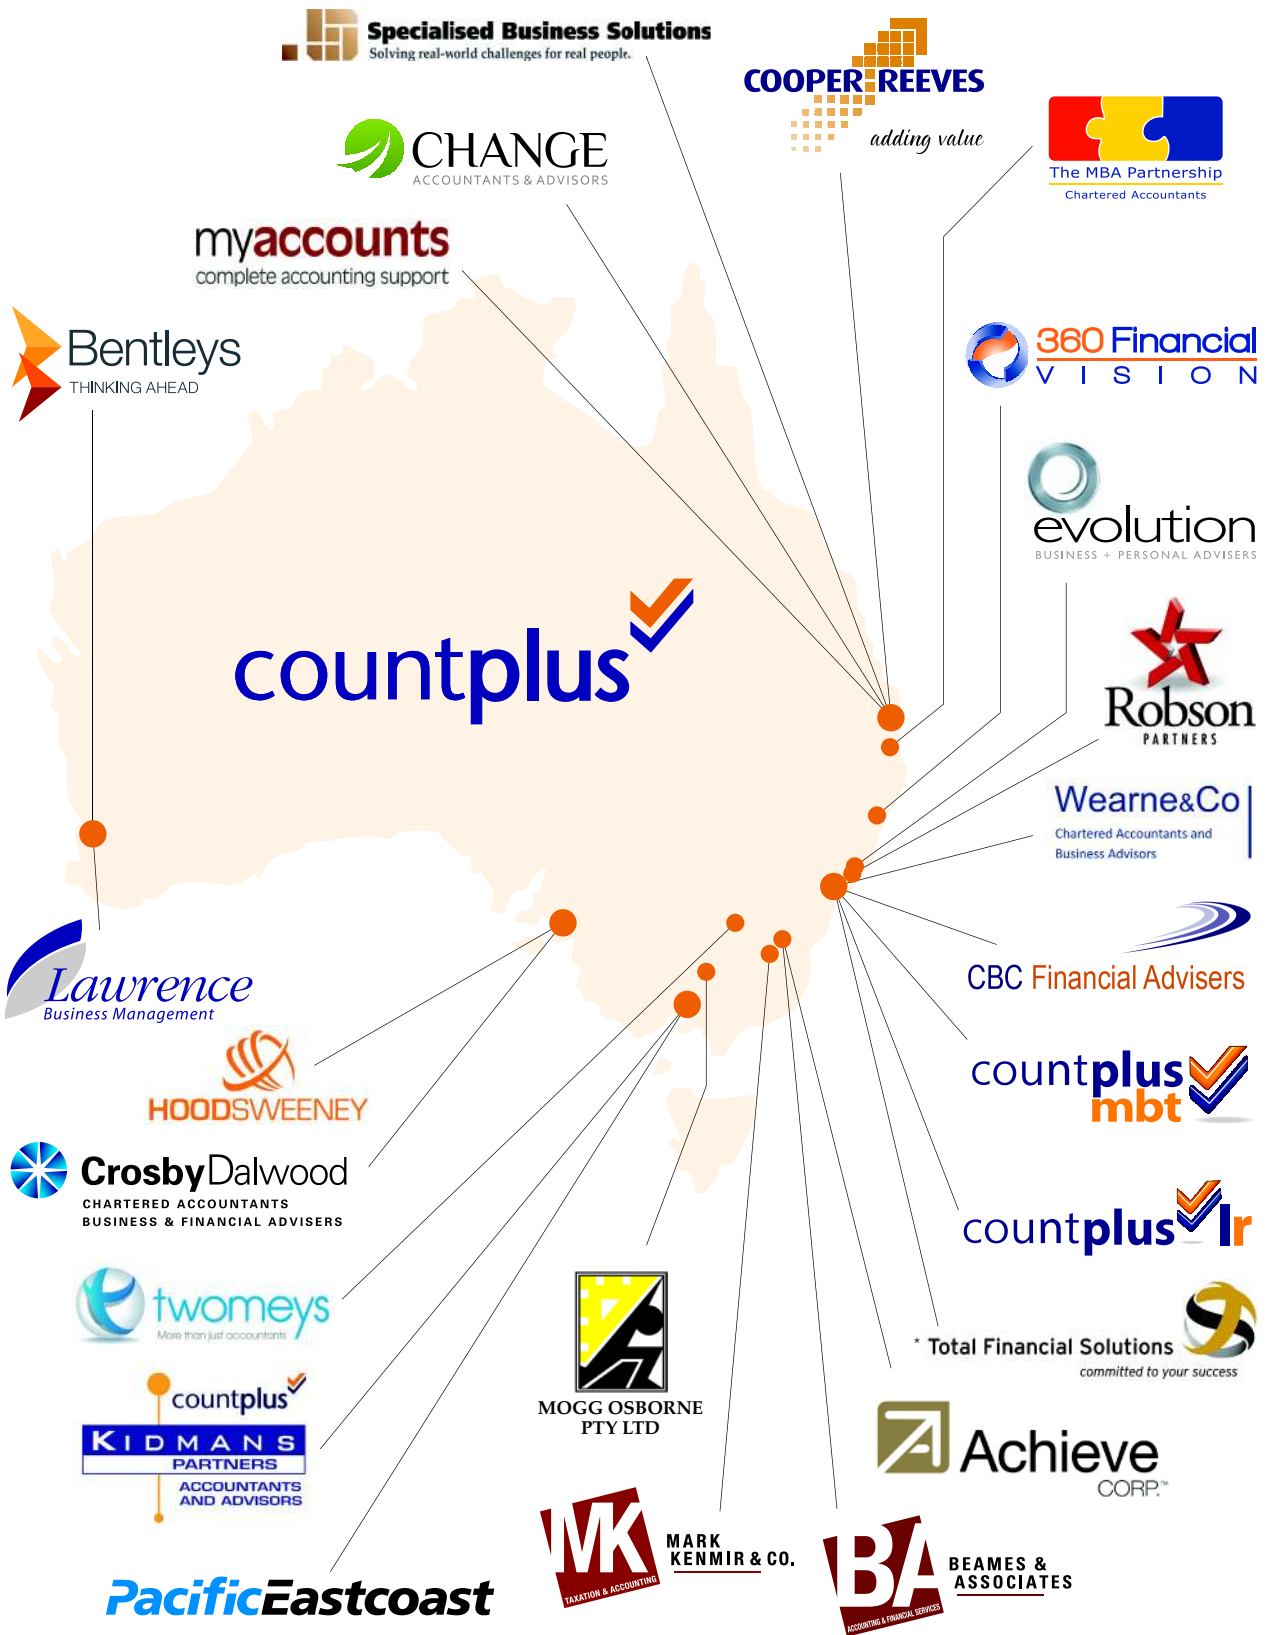 Specialised Business Solutions
Solving real-world challenges for real people.
COOPER REEVES
adding value
The MBA Partnership
Chartered Accountants
CHANGE
ACCOUNTANTS & ADVISORS
myaccounts
complete accounting support
Bentleys
THINKING AHEAD
360 Financial
VISION
evolution
BUSINESS + PERSONAL ADVISERS
countplus
Robson
PARTNERS
Wearne&Co
Chartered Accountants and
Business Advisors
Lawrence
Business Management
CBC Financial Advisers
HOODSWEENEY
countplus
mbt
CrosbyDalwood
CHARTERED ACCOUNTANTS
BUSINESS & FINANCIAL ADVISERS
countplus lr
twomeys
More than just accountants
* Total Financial Solutions
committed to your success
countplus
KIDMANS
PARTNERS
ACCOUNTANTS
AND ADVISORS
MOGG OSBORNE
PTY LTD
Achieve
CORP.™
MK
TAXATION & ACCOUNTING
MARK
KENMIR & CO.
BA
ACCOUNTING & FINANCIAL SERVICES
BEAMES &
ASSOCIATES
PacificEastcoast